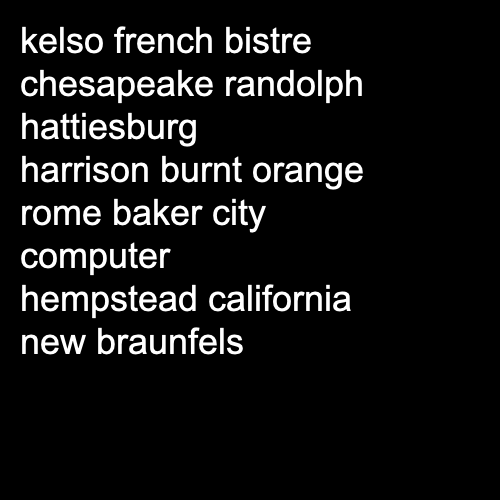 kelso french bistre
chesapeake randolph
hattiesburg
harrison burnt orange
rome baker city
computer
hempstead california
new braunfels